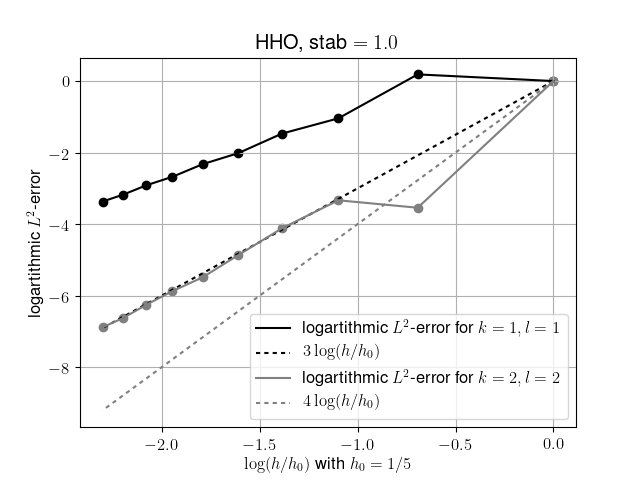 HHO, stab = 1.0
logartithmic L²-error
0
−2
−4
−6
−8
logartithmic L²-error for k = 1, l = 1
3 log(h/h₀)
logartithmic L²-error for k = 2, l = 2
4 log(h/h₀)
−2.0
−1.5
−1.0
−0.5
0.0
log(h/h₀) with h₀ = 1/5